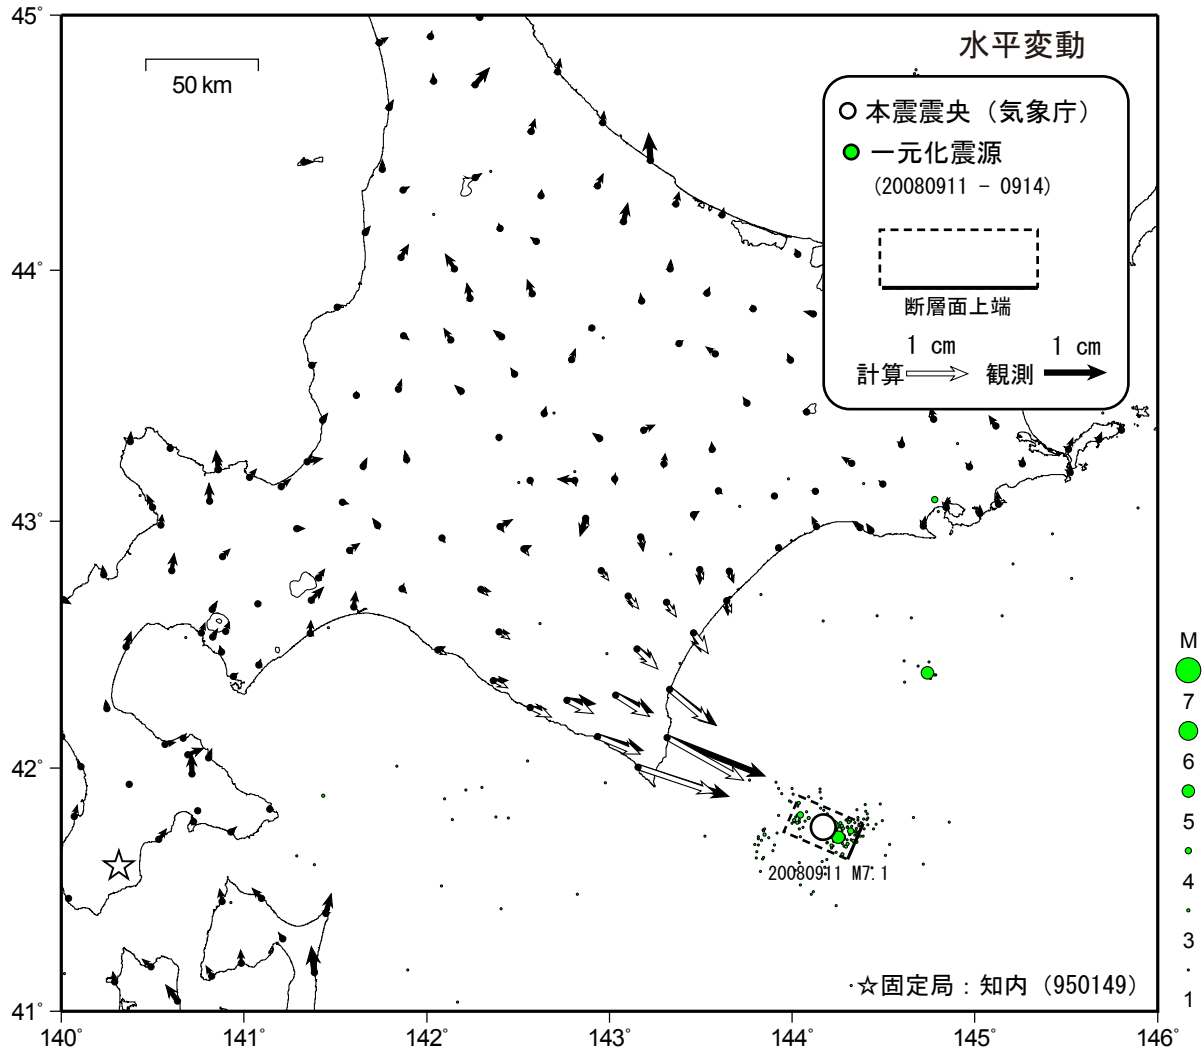 45°
水平変動
50 km
本震震央 (気象庁)
一元化震源
(20080911 - 0914)
断層面上端
1 cm 1 cm
計算 観測
44°
43°
42°
41°
20080911 M7.1
☆固定局：知内 (950149)
M
7
6
5
4
3
1
140° 141° 142° 143° 144° 145° 146°